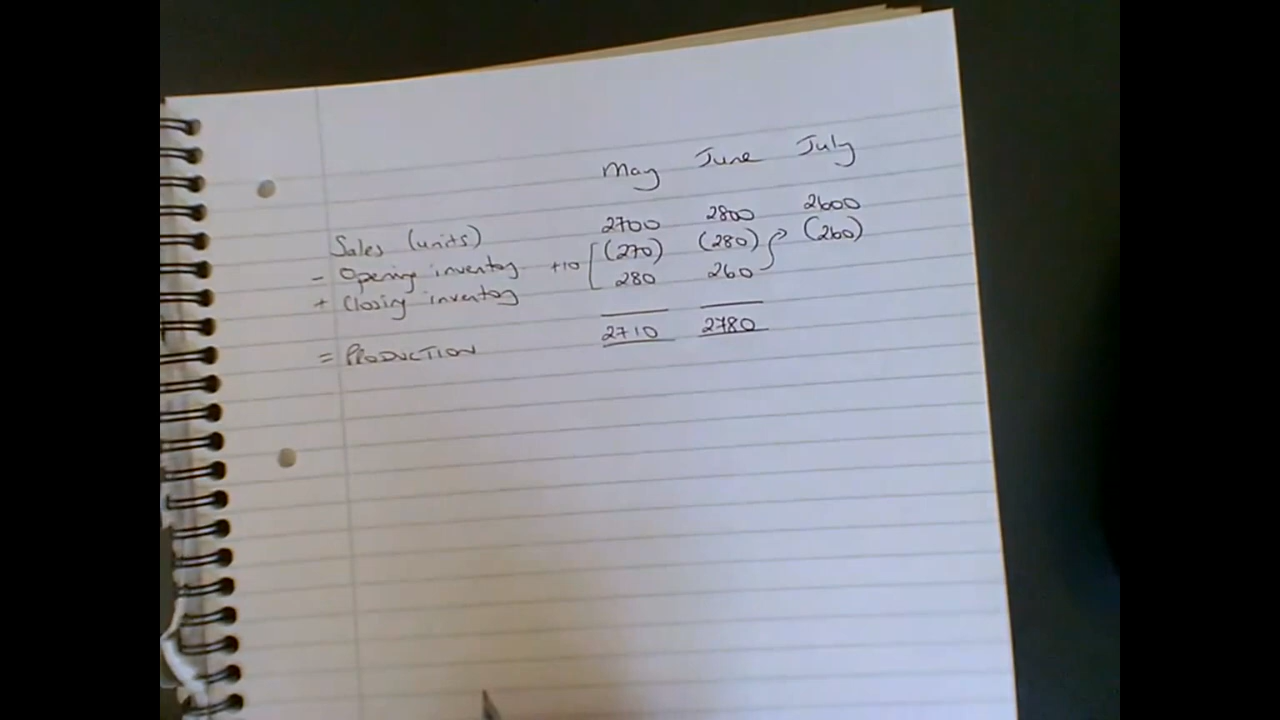 May June July
Sales (units) 2700 2800 2600
- Opening inventory +10 [ (270) (280) (260)
+ Closing inventory 280 260
= PRODUCTION 2710 2780